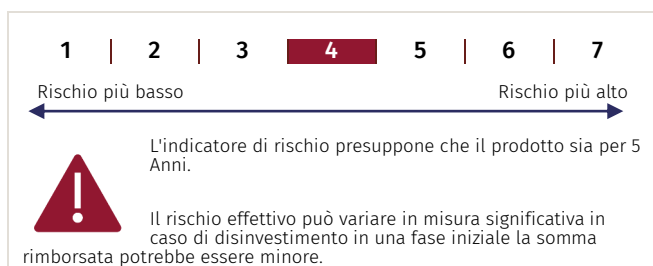 1 | 2 | 3 | 4 | 5 | 6 | 7
Rischio più basso Rischio più alto
L'indicatore di rischio presuppone che il prodotto sia per 5
Anni.
Il rischio effettivo può variare in misura significativa in
caso di disinvestimento in una fase iniziale la somma
rimborsata potrebbe essere minore.